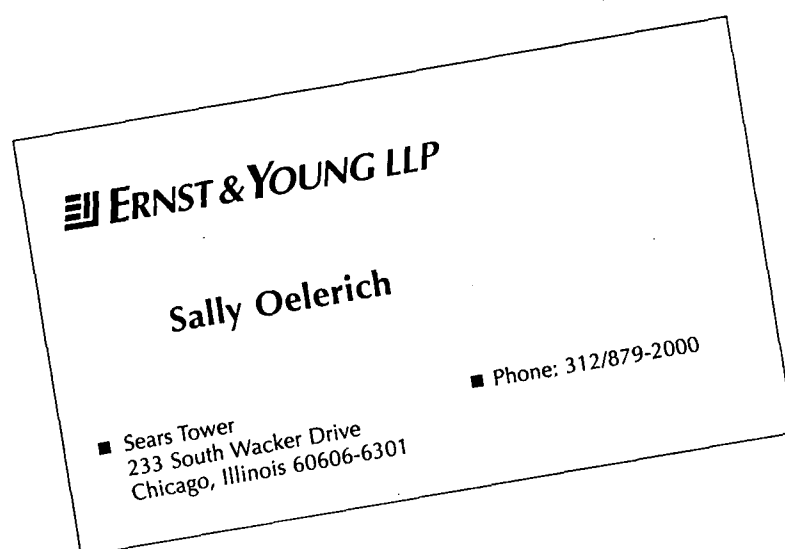 ERNST & YOUNG LLP
Sally Oelerich
■ Phone: 312/879-2000
■ Sears Tower
233 South Wacker Drive
Chicago, Illinois 60606-6301